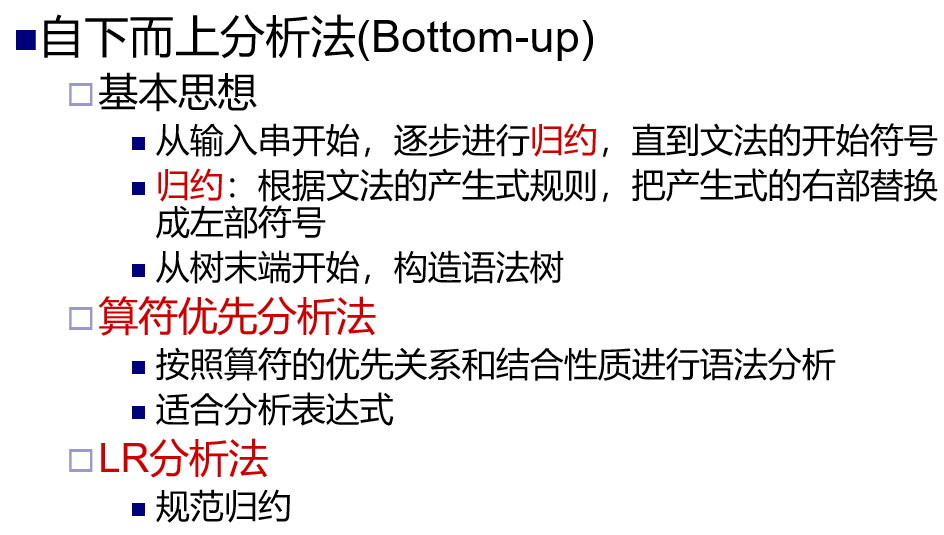 自下而上分析法(Bottom-up)
基本思想
从输入串开始，逐步进行归约，直到文法的开始符号
归约：根据文法的产生式规则，把产生式的右部替换
成左部符号
从树末端开始，构造语法树
算符优先分析法
按照算符的优先关系和结合性质进行语法分析
适合分析表达式
LR分析法
规范归约